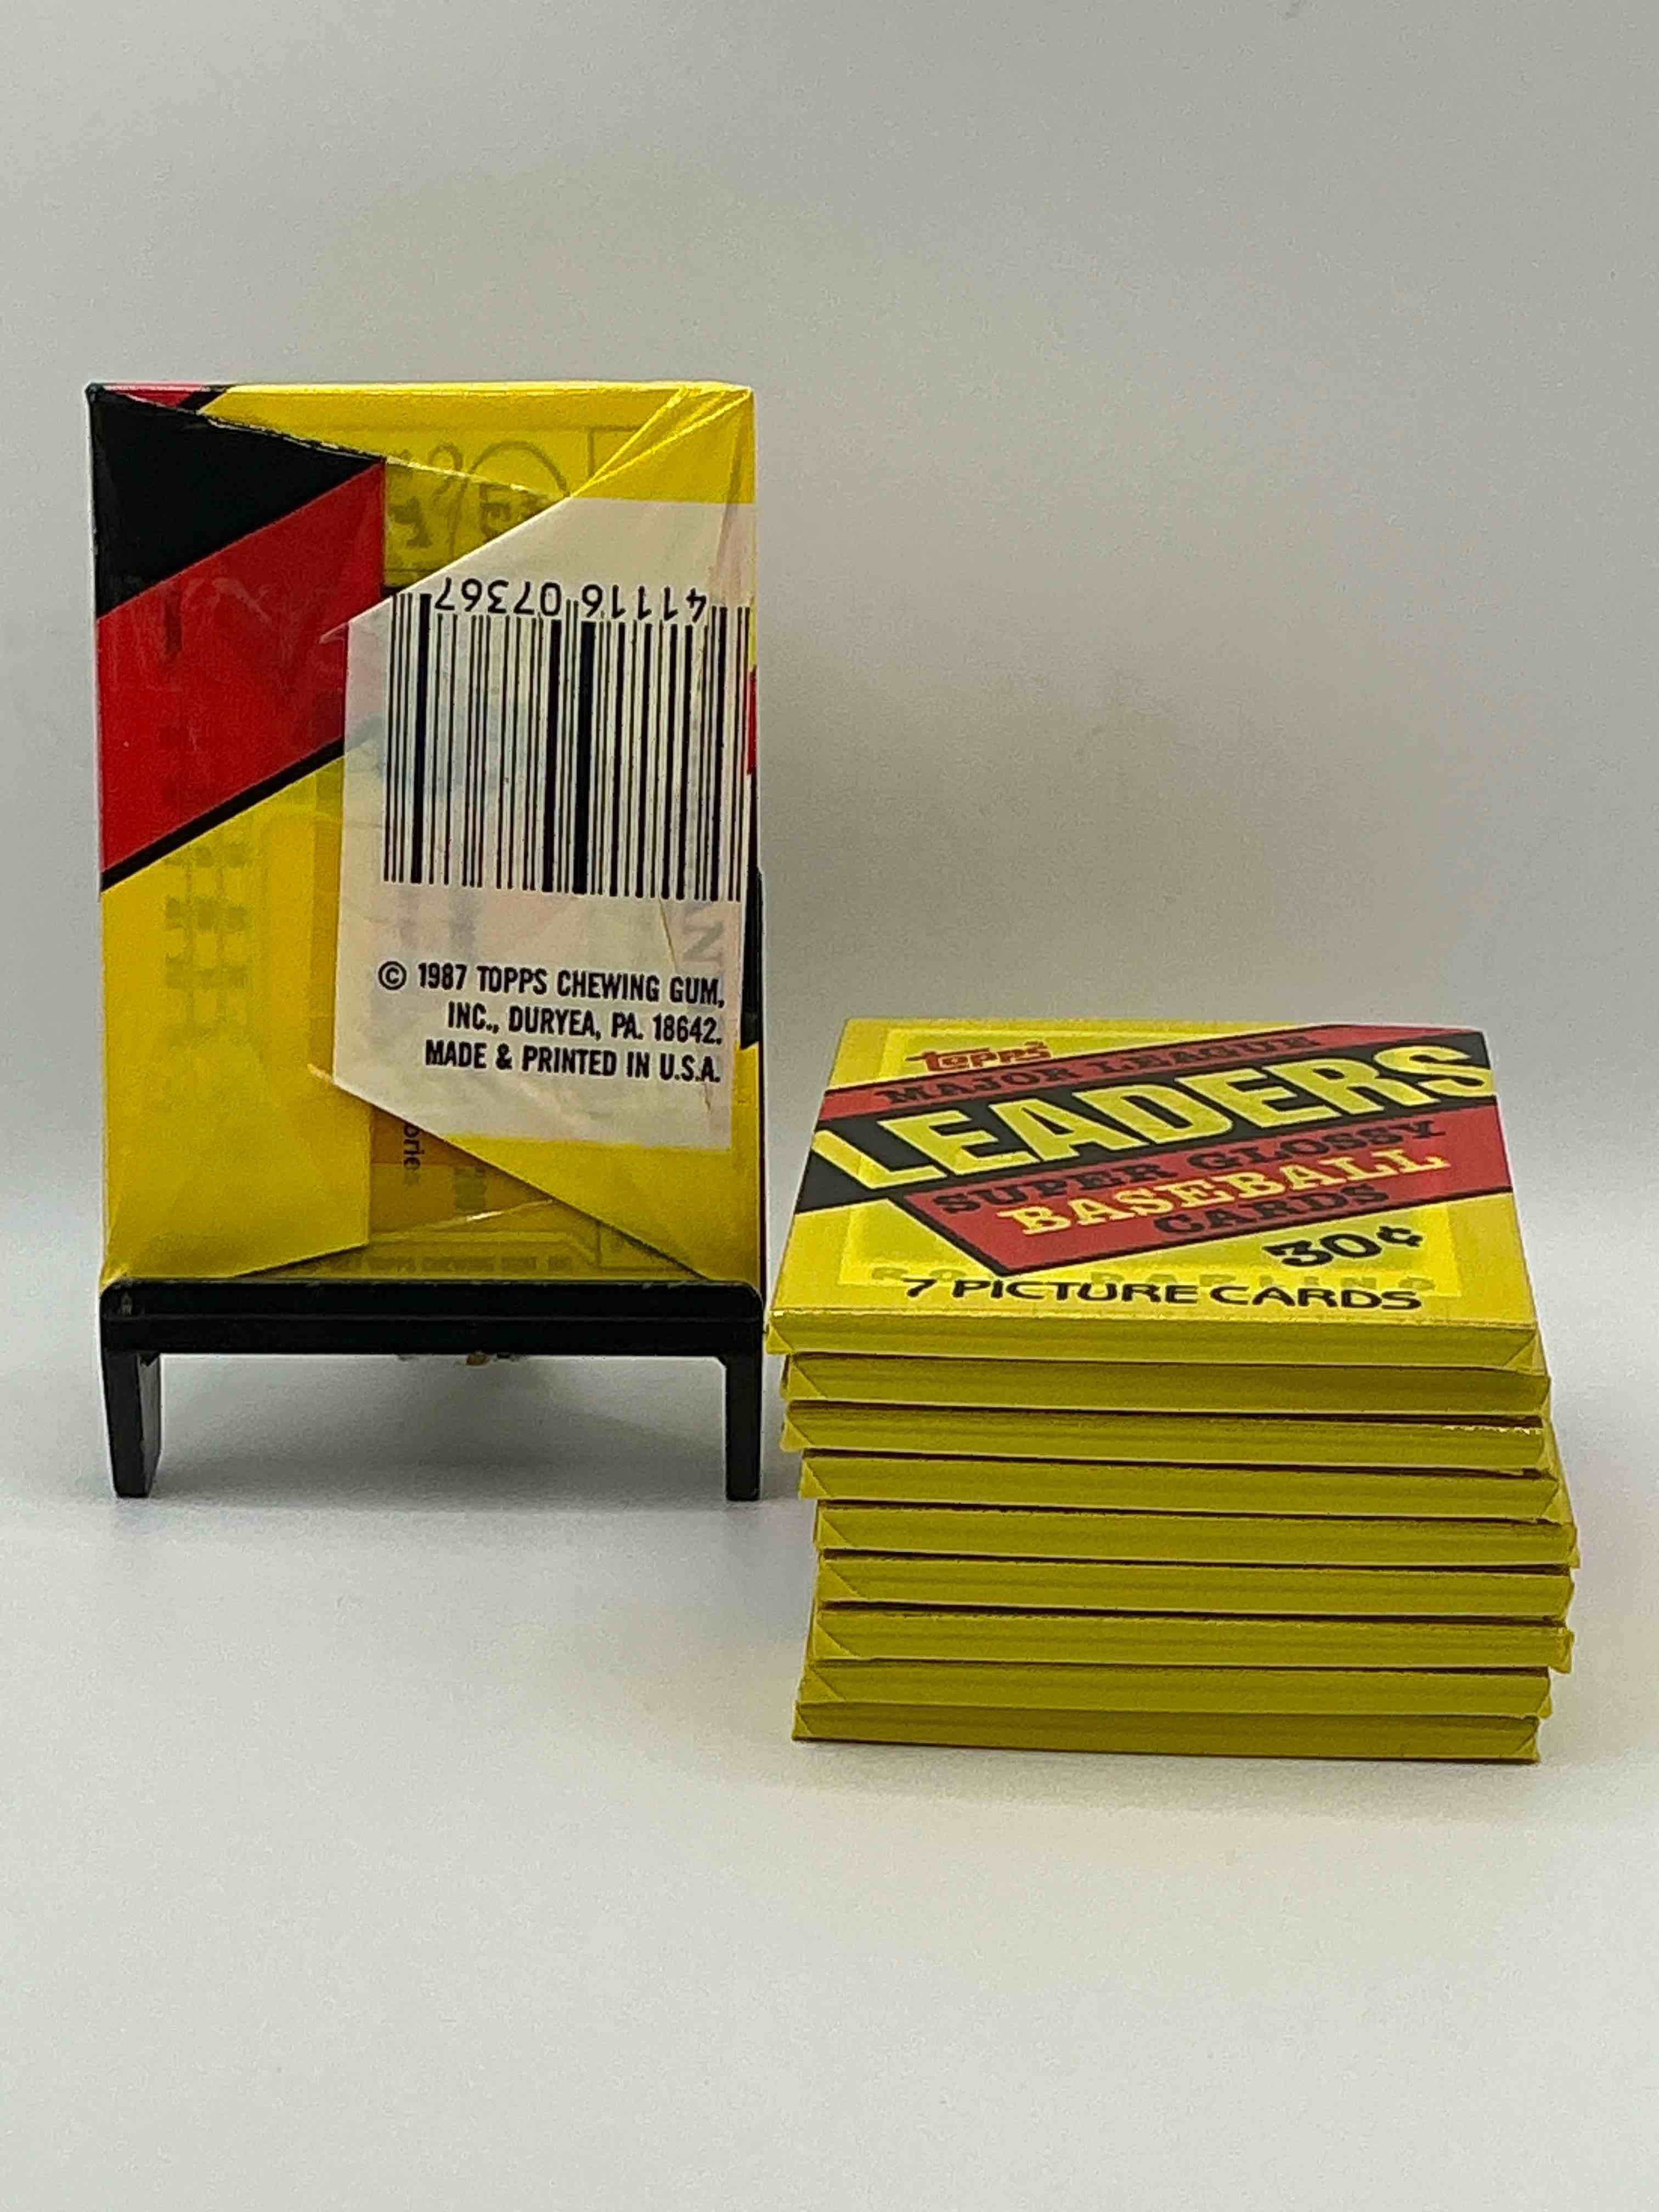 41116 07367
© 1987 TOPPS CHEWING GUM,
INC., DURYEA, PA. 18642.
MADE & PRINTED IN U.S.A.
topps
MAJOR LEAGUE
LEADERS
SUPER GLOSSY
BASEBALL
CARDS
30¢
7 PICTURE CARDS